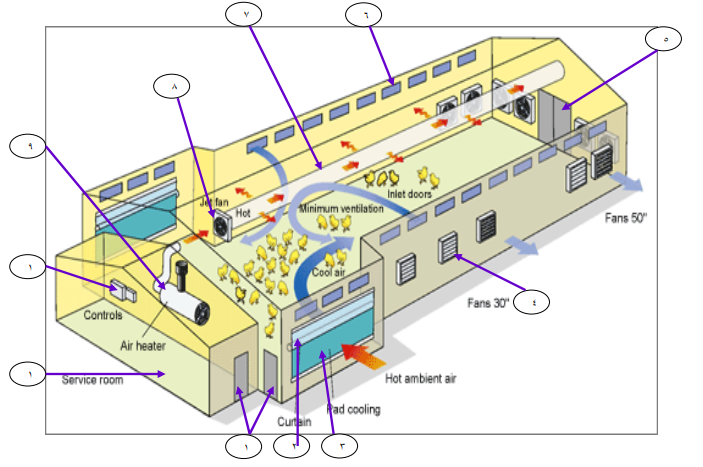 ٧
٦
٥
٨
٩
Jet fan
Hot
Inlet doors
Minimum ventilation
Fans 50"
Cool air
١
Controls
Fans 30"
٤
Air heater
١
Service room
Hot ambient air
Pad cooling
Curtain
١
٢
٣